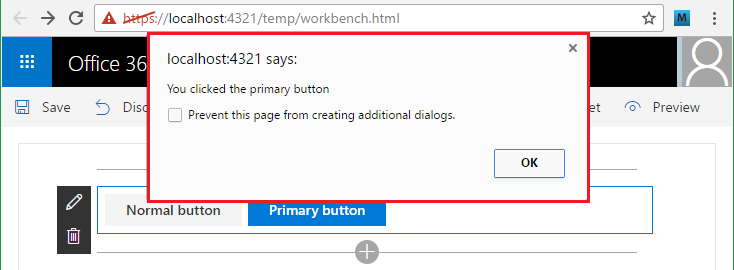 https://localhost:4321/temp/workbench.html
M
Office 36
localhost:4321 says:
You clicked the primary button
Prevent this page from creating additional dialogs.
OK
Save
Disc
et
Preview
Normal button
Primary button